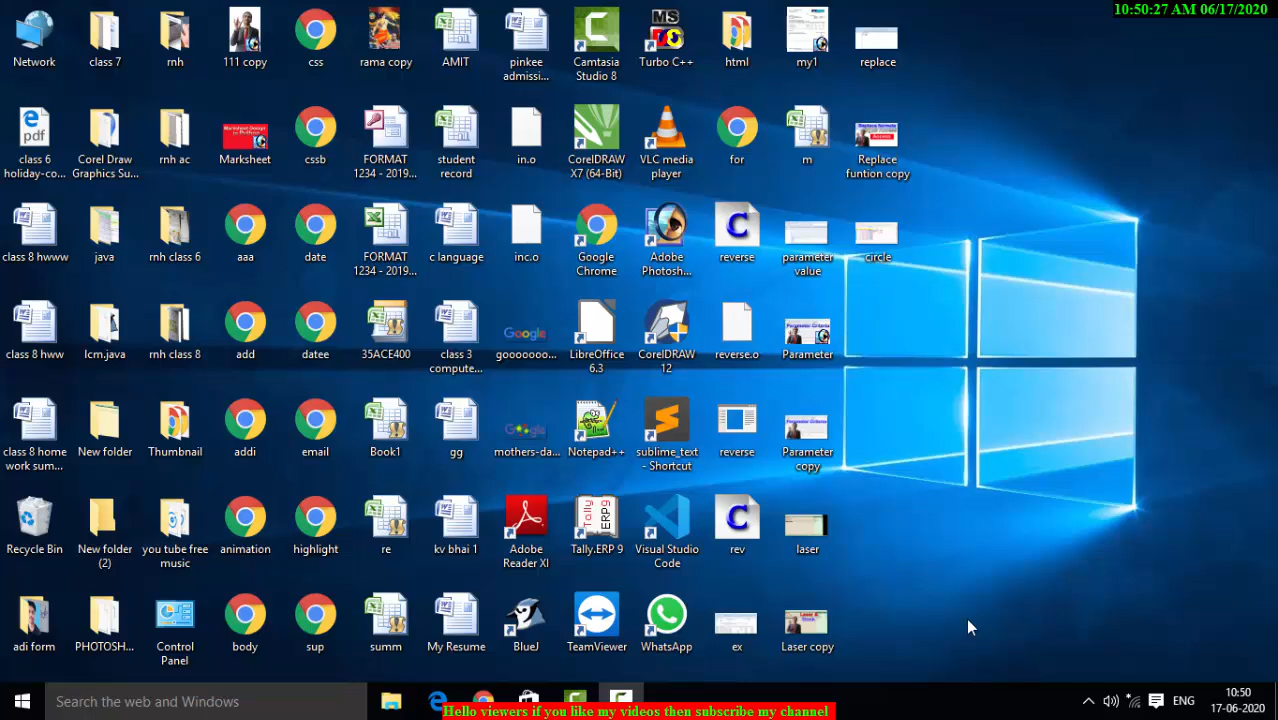 10:50:27 AM 06/17/2020
Network
class 7
rnh
111 copy
css
rama copy
AMIT
pinkee
admissi...
Camtasia
Studio 8
Turbo C++
html
my1
replace
class 6
holiday-co...
Corel Draw
Graphics Su...
rnh ac
Marksheet
cssb
FORMAT
1234 - 2019...
student
record
in.o
CorelDRAW
X7 (64-Bit)
VLC media
player
for
m
Replace
funtion copy
class 8 hwww
java
rnh class 6
aaa
date
FORMAT
1234 - 2019...
c language
inc.o
Google
Chrome
Adobe
Photosh...
reverse
parameter
value
circle
class 8 hww
lcm.java
rnh class 8
add
datee
35ACE400
class 3
compute...
gooooooo...
LibreOffice
6.3
CorelDRAW
12
reverse.o
Parameter
class 8 home
work sum...
New folder
Thumbnail
addi
email
Book1
gg
mothers-da...
Notepad++
sublime_text
- Shortcut
reverse
Parameter
copy
Recycle Bin
New folder
(2)
you tube free
music
animation
highlight
re
kv bhai 1
Adobe
Reader XI
Tally.ERP 9
Visual Studio
Code
rev
laser
adi form
PHOTOSH...
Control
Panel
body
sup
summ
My Resume
BlueJ
TeamViewer
WhatsApp
ex
Laser copy
Search the web and Windows
ENG
10:50
17-06-2020
Hello viewers if you like my videos then subscribe my channel